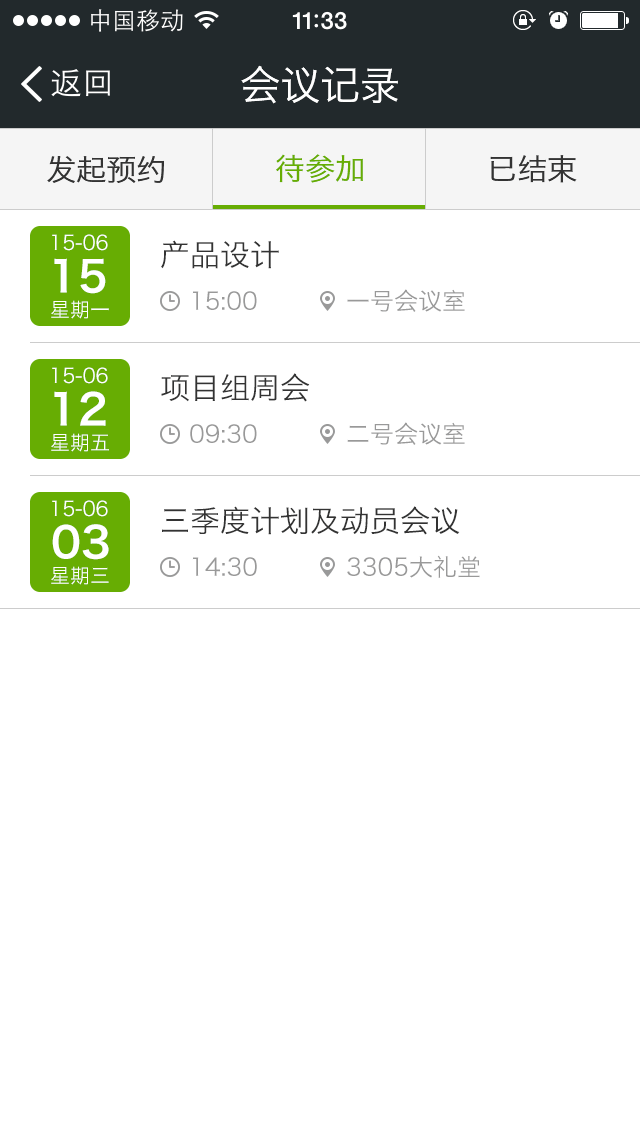 中国移动 11:33
返回 会议记录
发起预约 待参加 已结束
15-06
15
星期一
产品设计
15:00 一号会议室
15-06
12
星期五
项目组周会
09:30 二号会议室
15-06
03
星期三
三季度计划及动员会议
14:30 3305大礼堂